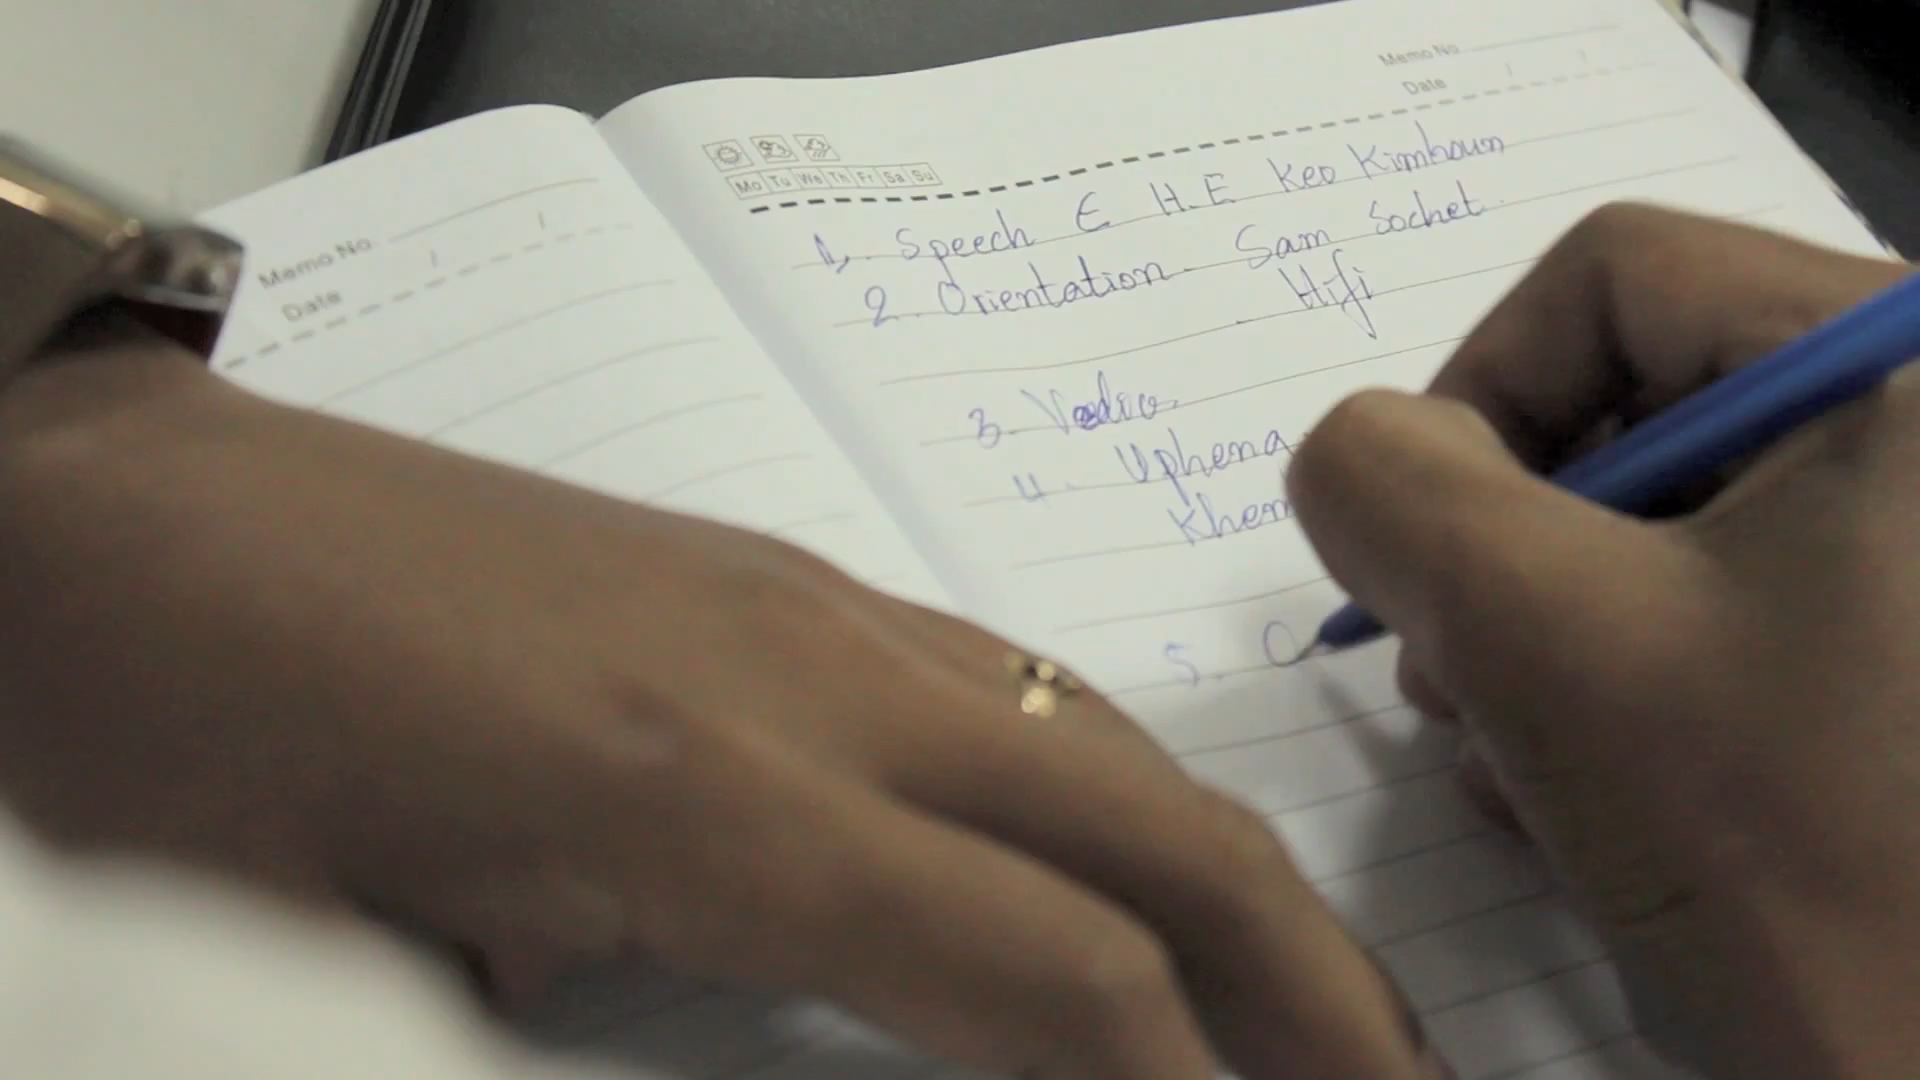 Memo No.
Date / /
Memo No.
Date / /
Mo Tu We Th Fr Sa Su
1. Speech E H.E Keo Kimhoun
2. Orientation - Sam Sochet.
Hifi
3.
4. Uphena
Khem
5.